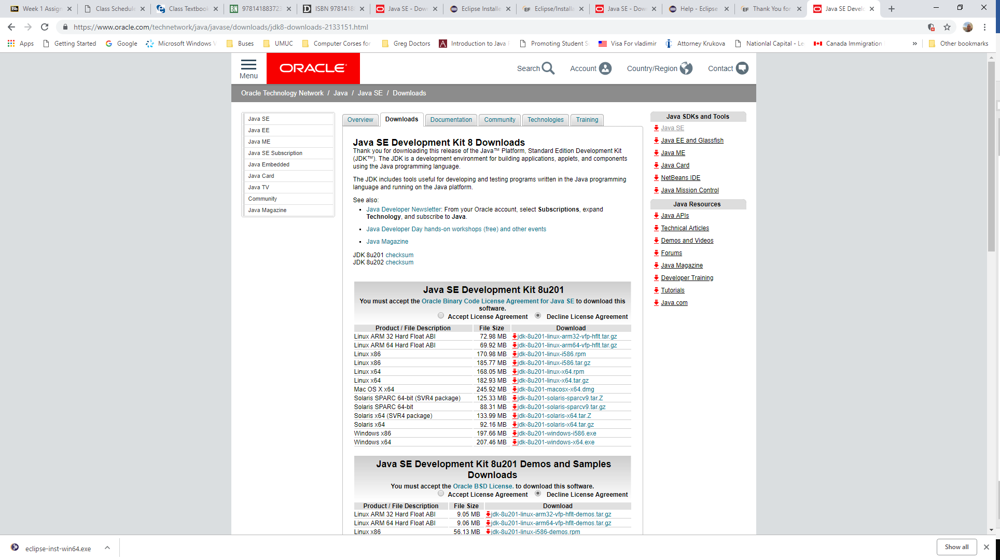 Week 1 Assign
Class Schedule
Class Textbook
BN
978141883723
D
ISBN 97814188
Java SE - Dow
Eclipse Installe
EF
Eclipse/Installa
Java SE - Dow
Help - Eclipse
EF
Thank You for
Java SE Develo
https://www.oracle.com/technetwork/java/javase/downloads/jdk8-downloads-2133151.html
Apps
Getting Started
Google
Microsoft Windows
Buses
UMUC
Computer Corses for
Greg Doctors
Introduction to Java
Promoting Student S
Visa For vladimir
Attorney Krukova
Nationlal Capital - Le
Canada Immigration
»
Other bookmarks
Menu
ORACLE
Search
Account
Country/Region
Contact
Oracle Technology Network / Java / Java SE / Downloads
Java SE
Java EE
Java ME
Java SE Subscription
Java Embedded
Java Card
Java TV
Community
Java Magazine
Overview
Downloads
Documentation
Community
Technologies
Training
Java SE Development Kit 8 Downloads
Thank you for downloading this release of the Java™ Platform, Standard Edition Development Kit
(JDK™). The JDK is a development environment for building applications, applets, and components
using the Java programming language.
The JDK includes tools useful for developing and testing programs written in the Java programming
language and running on the Java platform.
See also:
Java Developer Newsletter: From your Oracle account, select Subscriptions, expand
Technology, and subscribe to Java.
Java Developer Day hands-on workshops (free) and other events
Java Magazine
JDK 8u201 checksum
JDK 8u202 checksum
Java SE Development Kit 8u201
You must accept the Oracle Binary Code License Agreement for Java SE to download this
software.
Accept License Agreement Decline License Agreement
Product / File Description File Size Download
Linux ARM 32 Hard Float ABI 72.98 MB jdk-8u201-linux-arm32-vfp-hflt.tar.gz
Linux ARM 64 Hard Float ABI 69.92 MB jdk-8u201-linux-arm64-vfp-hflt.tar.gz
Linux x86 170.98 MB jdk-8u201-linux-i586.rpm
Linux x86 185.77 MB jdk-8u201-linux-i586.tar.gz
Linux x64 168.05 MB jdk-8u201-linux-x64.rpm
Linux x64 182.93 MB jdk-8u201-linux-x64.tar.gz
Mac OS X x64 245.92 MB jdk-8u201-macosx-x64.dmg
Solaris SPARC 64-bit (SVR4 package) 125.33 MB jdk-8u201-solaris-sparcv9.tar.Z
Solaris SPARC 64-bit 88.31 MB jdk-8u201-solaris-sparcv9.tar.gz
Solaris x64 (SVR4 package) 133.99 MB jdk-8u201-solaris-x64.tar.Z
Solaris x64 92.16 MB jdk-8u201-solaris-x64.tar.gz
Windows x86 197.66 MB jdk-8u201-windows-i586.exe
Windows x64 207.46 MB jdk-8u201-windows-x64.exe
Java SE Development Kit 8u201 Demos and Samples
Downloads
You must accept the Oracle BSD License. to download this software.
Accept License Agreement Decline License Agreement
Product / File Description File Size Download
Linux ARM 32 Hard Float ABI 9.05 MB jdk-8u201-linux-arm32-vfp-hflt-demos.tar.gz
Linux ARM 64 Hard Float ABI 9.06 MB jdk-8u201-linux-arm64-vfp-hflt-demos.tar.gz
Linux x86 56.13 MB jdk-8u201-linux-i586-demos.rpm
Java SDKs and Tools
Java SE
Java EE and Glassfish
Java ME
Java Card
NetBeans IDE
Java Mission Control
Java Resources
Java APIs
Technical Articles
Demos and Videos
Forums
Java Magazine
Developer Training
Tutorials
Java.com
eclipse-inst-win64.exe
Show all